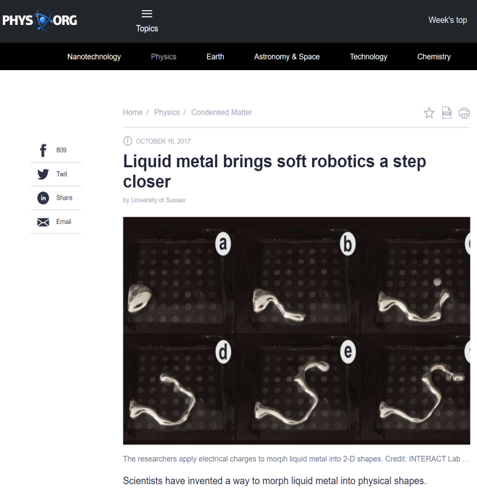 PHYS ORG
Topics
Week's top
Nanotechnology Physics Earth Astronomy & Space Technology Chemistry
Home / Physics / Condensed Matter
809
Twit
in Share
Email
OCTOBER 16, 2017
Liquid metal brings soft robotics a step
closer
by University of Sussex
a b
d e
The researchers apply electrical charges to morph liquid metal into 2-D shapes. Credit: INTERACT Lab ...
Scientists have invented a way to morph liquid metal into physical shapes.